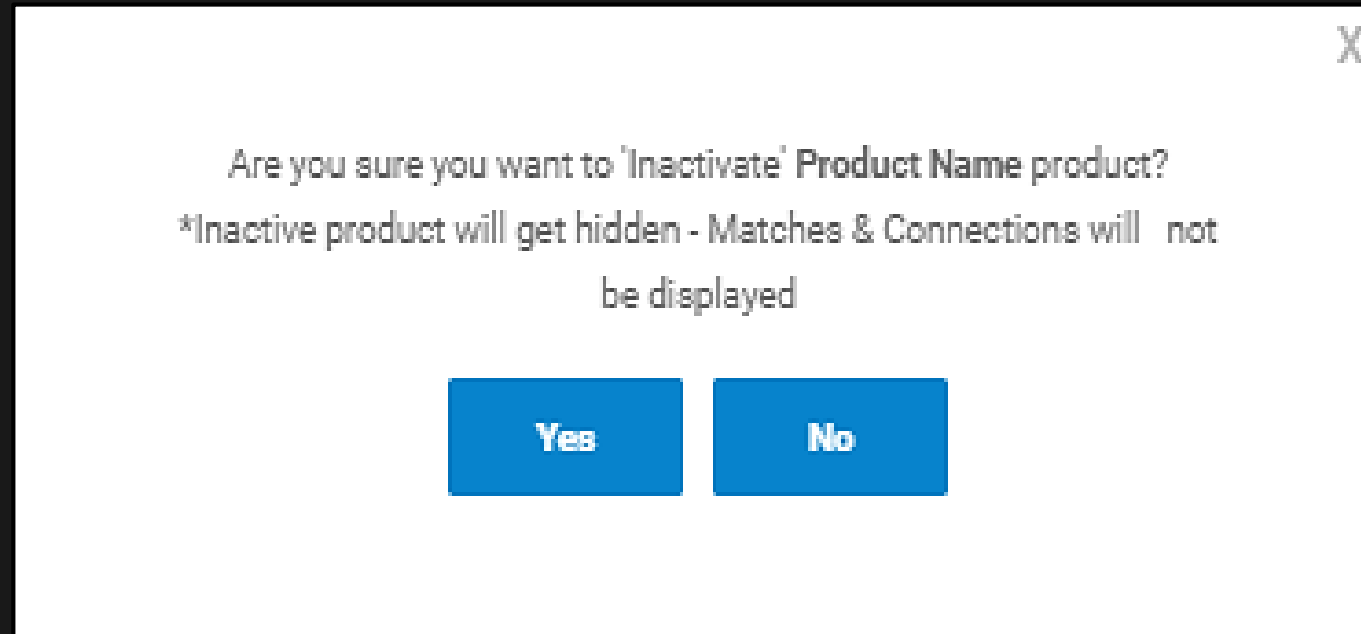 X
Are you sure you want to 'Inactivate' Product Name product?
*Inactive product will get hidden - Matches & Connections will   not
be displayed
Yes No